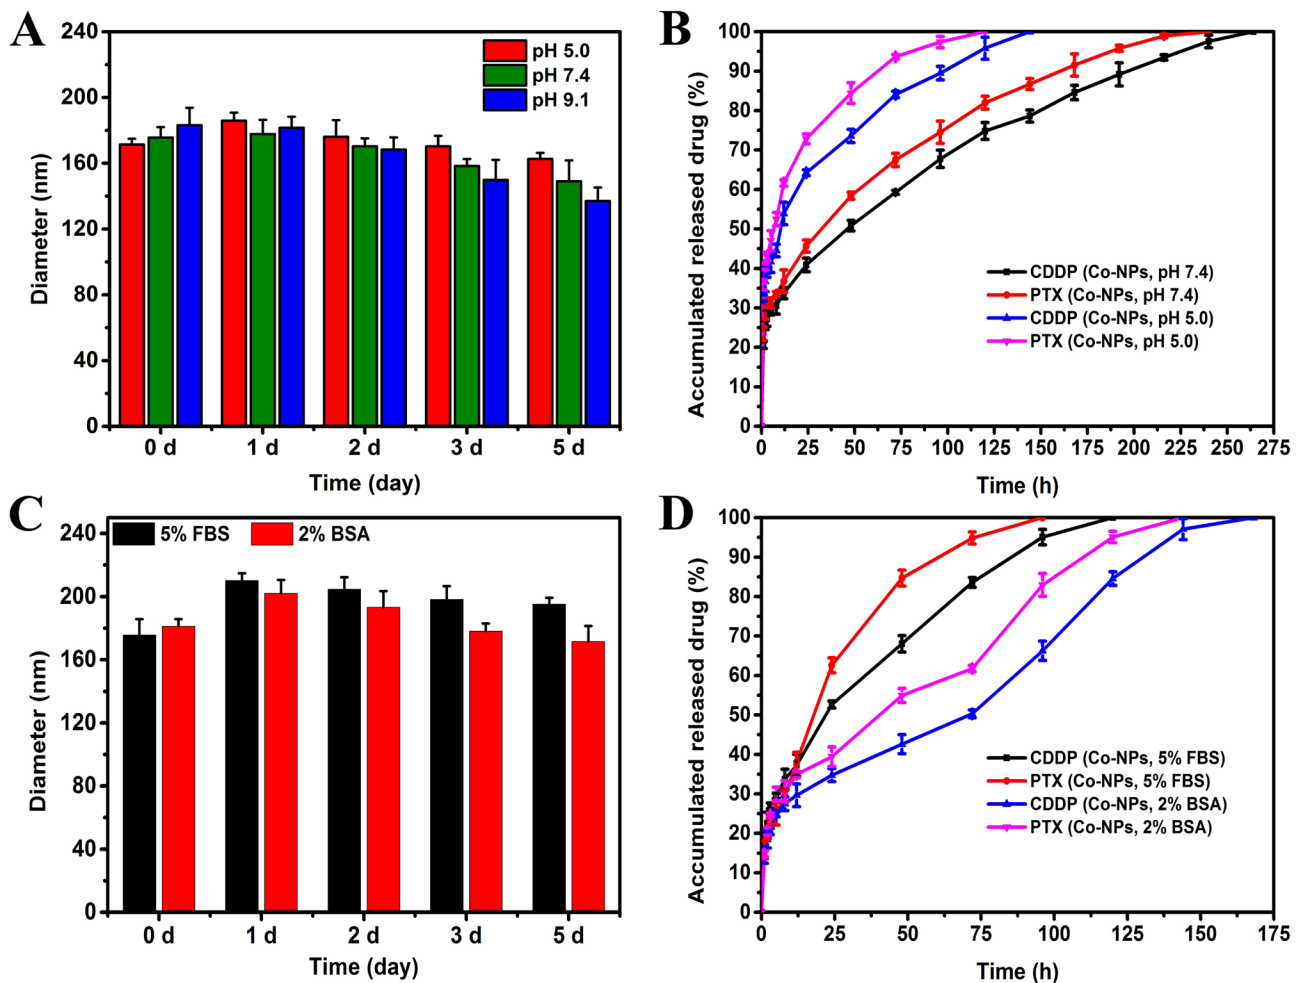 A
240
200
160
120
80
40
0
Diameter (nm)
pH 5.0
pH 7.4
pH 9.1
0 d 1 d 2 d 3 d 5 d
Time (day)
B
100
90
80
70
60
50
40
30
20
10
0
Accumulated released drug (%)
CDDP (Co-NPs, pH 7.4)
PTX (Co-NPs, pH 7.4)
CDDP (Co-NPs, pH 5.0)
PTX (Co-NPs, pH 5.0)
0 25 50 75 100 125 150 175 200 225 250 275
Time (h)
C
240
200
160
120
80
40
0
Diameter (nm)
5% FBS 2% BSA
0 d 1 d 2 d 3 d 5 d
Time (day)
D
100
90
80
70
60
50
40
30
20
10
0
Accumulated released drug (%)
CDDP (Co-NPs, 5% FBS)
PTX (Co-NPs, 5% FBS)
CDDP (Co-NPs, 2% BSA)
PTX (Co-NPs, 2% BSA)
0 25 50 75 100 125 150 175
Time (h)